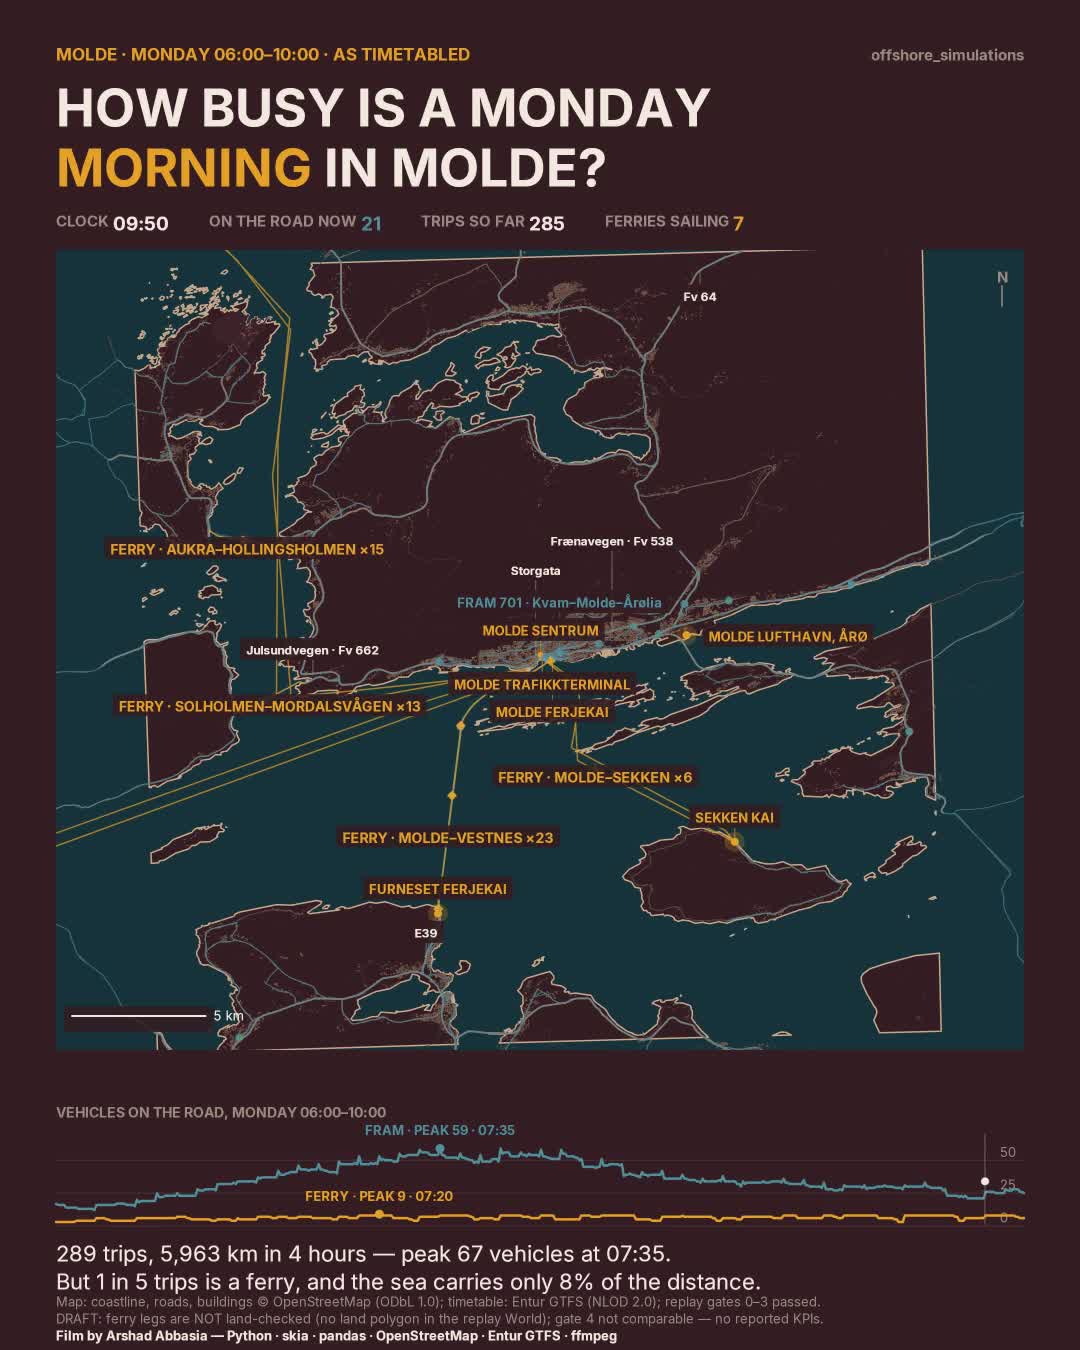 MOLDE · MONDAY 06:00–10:00 · AS TIMETABLED
offshore_simulations
HOW BUSY IS A MONDAY
MORNING IN MOLDE?
CLOCK 09:50 ON THE ROAD NOW 21 TRIPS SO FAR 285 FERRIES SAILING 7
N
Fv 64
Frænavegen · Fv 538
FERRY · AUKRA–HOLLINGSHOLMEN ×15
Storgata
FRAM 701 · Kvam–Molde–Årølia
MOLDE SENTRUM
MOLDE LUFTHAVN, ÅRØ
Julsundvegen · Fv 662
MOLDE TRAFIKKTERMINAL
FERRY · SOLHOLMEN–MORDALSVÅGEN ×13
MOLDE FERJEKAI
FERRY · MOLDE–SEKKEN ×6
SEKKEN KAI
FERRY · MOLDE–VESTNES ×23
FURNESET FERJEKAI
E39
5 km
VEHICLES ON THE ROAD, MONDAY 06:00–10:00
FRAM · PEAK 59 · 07:35
50
25
FERRY · PEAK 9 · 07:20
0
289 trips, 5,963 km in 4 hours — peak 67 vehicles at 07:35.
But 1 in 5 trips is a ferry, and the sea carries only 8% of the distance.
Map: coastline, roads, buildings © OpenStreetMap (ODbL 1.0); timetable: Entur GTFS (NLOD 2.0); replay gates 0–3 passed.
DRAFT: ferry legs are NOT land-checked (no land polygon in the replay World); gate 4 not comparable — no reported KPIs.
Film by Arshad Abbasia — Python · skia · pandas · OpenStreetMap · Entur GTFS · ffmpeg